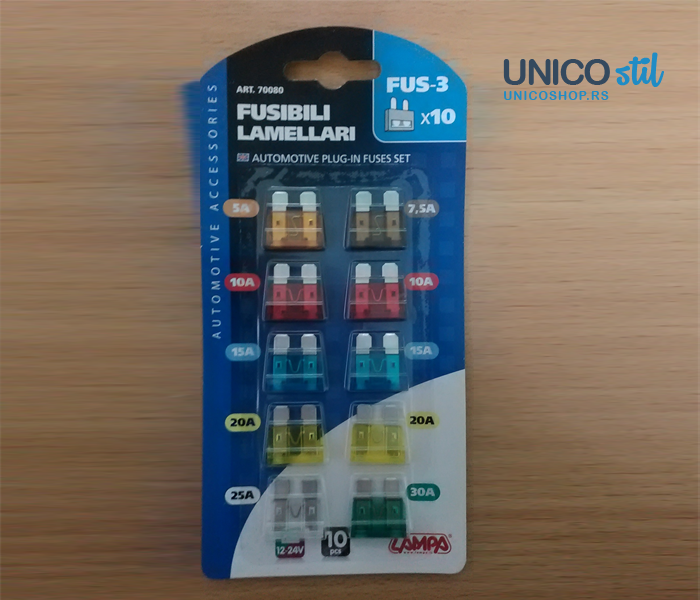 UNICO stil
UNICOSHOP.RS
ART. 70080
FUS-3
x10
FUSIBILI
LAMELLARI
AUTOMOTIVE PLUG-IN FUSES SET
AUTOMOTIVE ACCESSORIES
5A 7,5A
10A 10A
15A 15A
20A 20A
25A 30A
12-24V
10
pcs
LAMPA